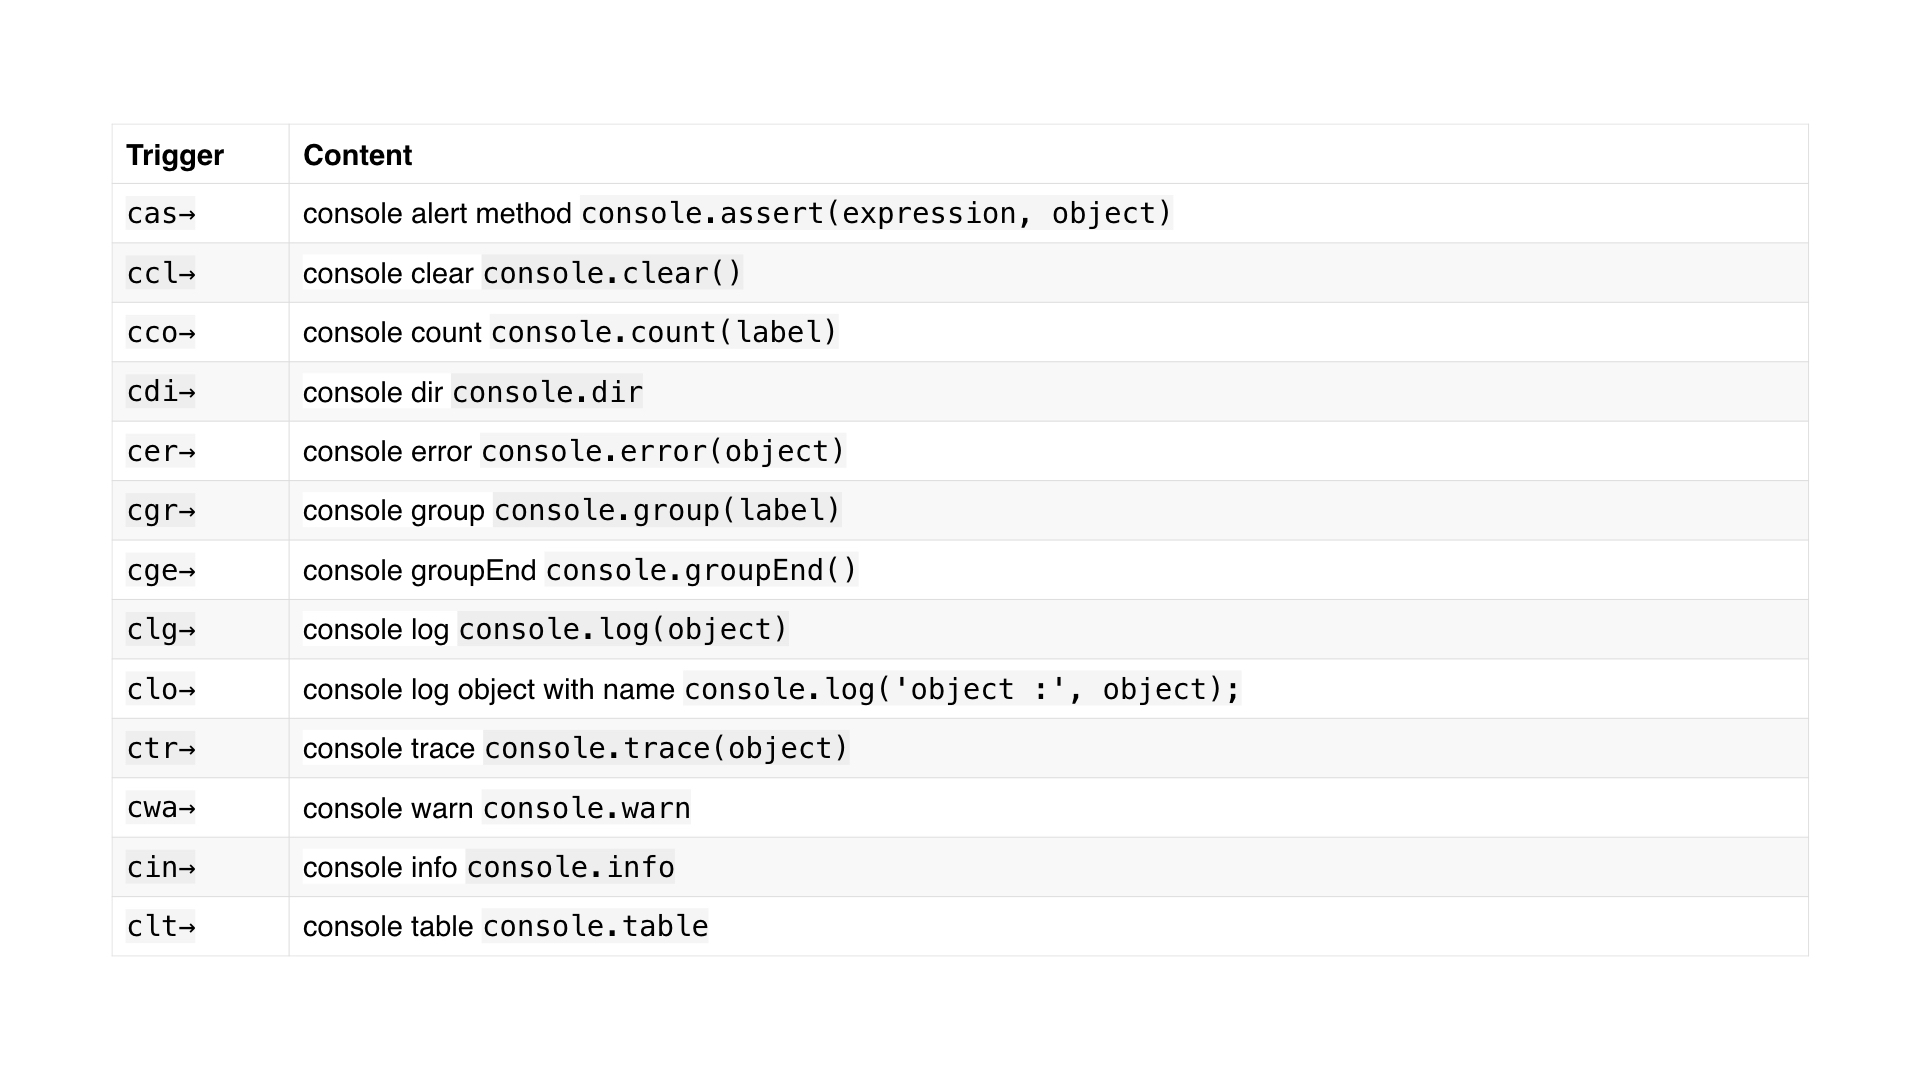 Trigger Content
cas→ console alert method console.assert(expression, object)
ccl→ console clear console.clear()
cco→ console count console.count(label)
cdi→ console dir console.dir
cer→ console error console.error(object)
cgr→ console group console.group(label)
cge→ console groupEnd console.groupEnd()
clg→ console log console.log(object)
clo→ console log object with name console.log('object :', object);
ctr→ console trace console.trace(object)
cwa→ console warn console.warn
cin→ console info console.info
clt→ console table console.table